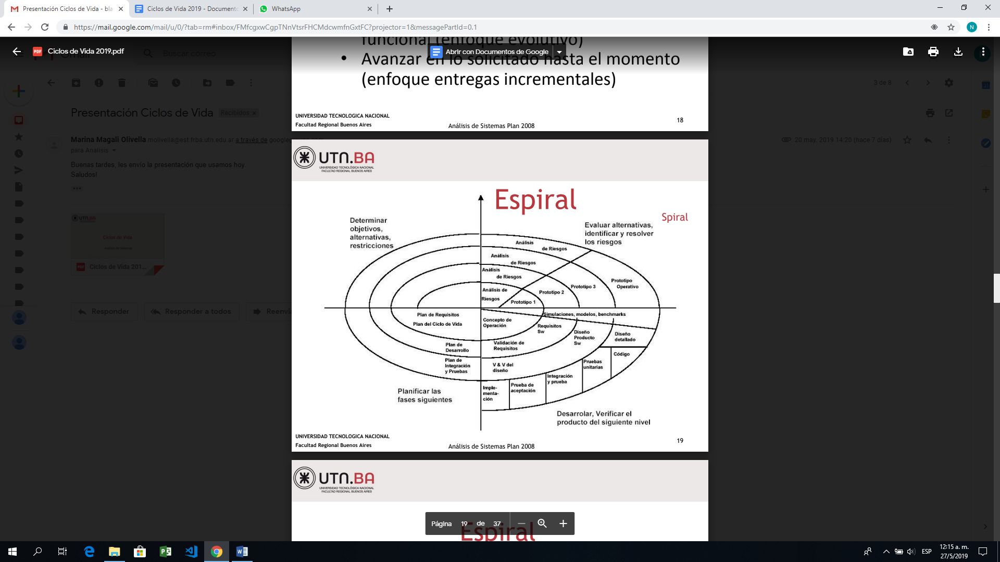 Presentación Ciclos de Vida - bla
Ciclos de Vida 2019 - Documento
WhatsApp
https://mail.google.com/mail/u/0/?tab=rm#inbox/FMfcgxwCgpTNnVtsrFHCMdcwmfnGxtFC?projector=1&messagePartId=0.1
N
PDF
Ciclos de Vida 2019.pdf
Buscar correo
Abrir con Documentos de Google
funcional (enfoque evolutivo)
• Avanzar en lo solicitado hasta el momento
(enfoque entregas incrementales)
3 de 8
UNIVERSIDAD TECNOLOGICA NACIONAL
Facultad Regional Buenos Aires
Análisis de Sistemas Plan 2008
18
Presentación Ciclos de Vida
Recibidos
Marina Magali Olivella molivella@est.frba.utn.edu.ar a través de
20 may. 2019 14:20 (hace 7 días)
para Analisis
Buenas tardes, les envío la presentación que usamos hoy.
Saludos!
UTN.BA
Ciclos de Vida
Análisis de Sistemas
PDF
Ciclos de Vida 201...
Responder
Responder a todos
UTN.BA
UNIVERSIDAD TECNOLÓGICA NACIONAL
FACULTAD REGIONAL BUENOS AIRES
Espiral
Spiral
Determinar
objetivos,
alternativas,
restricciones
Evaluar alternativas,
identificar y resolver
los riesgos
Análisis
de Riesgos
Análisis
de Riesgos
Análisis
de Riesgos
Análisis de
Riesgos
Prototipo 1
Prototipo 2
Prototipo 3
Prototipo
Operativo
Plan de Requisitos
Plan del Ciclo de Vida
Concepto de
Operación
Simulaciones, modelos, benchmarks
Requisitos
Sw
Diseño
Producto
Sw
Diseño
detallado
Plan de
Desarrollo
Validación de
Requisitos
Código
Plan de
Integración
y Pruebas
V & V del
diseño
Pruebas
unitarias
Integración
y prueba
Prueba de
aceptación
Imple-
menta-
ción
Planificar las
fases siguientes
Desarrolar, Verificar el
producto del siguiente nivel
UNIVERSIDAD TECNOLOGICA NACIONAL
Facultad Regional Buenos Aires
Análisis de Sistemas Plan 2008
19
UTN.BA
UNIVERSIDAD TECNOLÓGICA NACIONAL
FACULTAD REGIONAL BUENOS AIRES
Espiral
Página 19 de 37
ESP
12:15 a. m.
27/5/2019